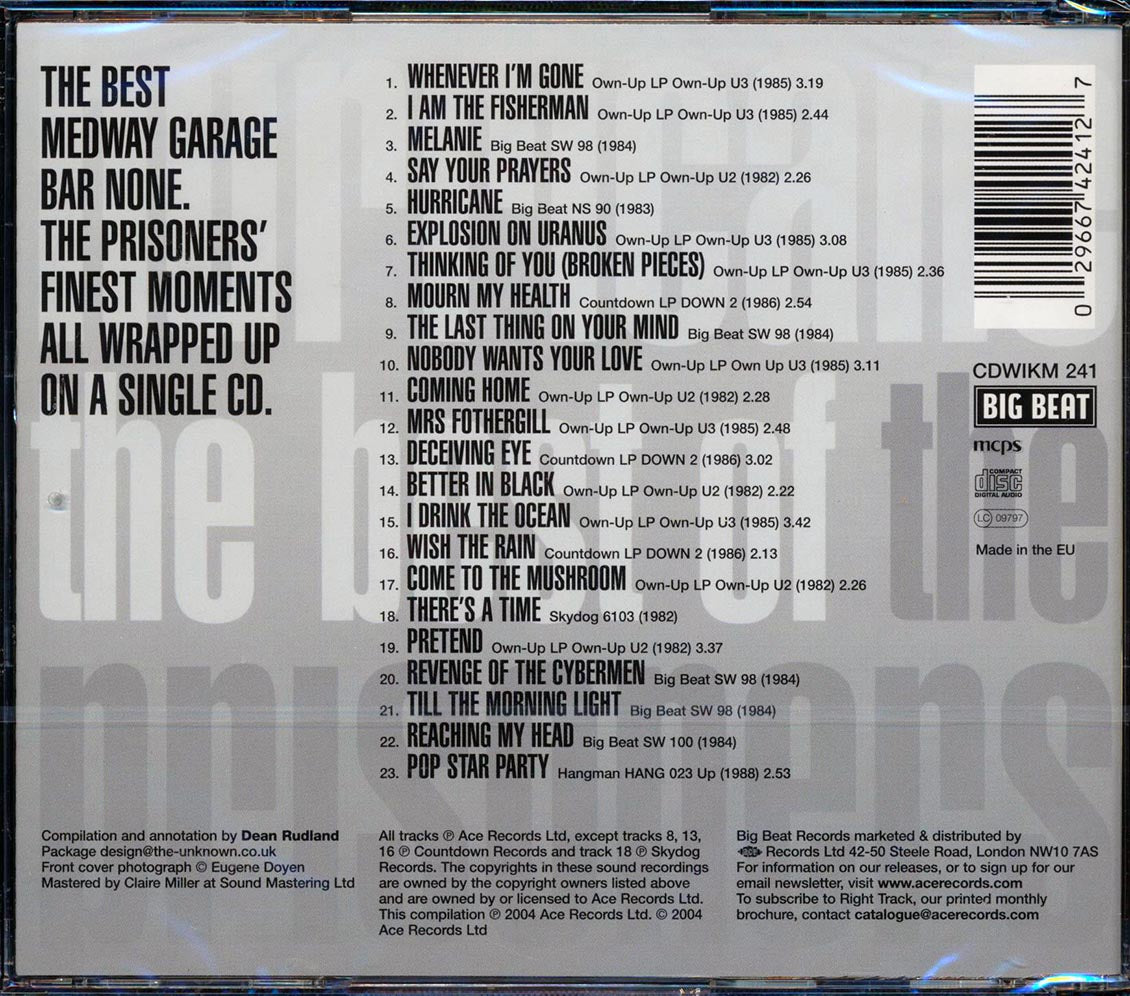 THE BEST
MEDWAY GARAGE
BAR NONE.
THE PRISONERS'
FINEST MOMENTS
ALL WRAPPED UP
ON A SINGLE CD.
1. WHENEVER I'M GONE Own-Up LP Own-Up U3 (1985) 3.19
2. I AM THE FISHERMAN Own-Up LP Own-Up U3 (1985) 2.44
3. MELANIE Big Beat SW 98 (1984)
4. SAY YOUR PRAYERS Own-Up LP Own-Up U2 (1982) 2.26
5. HURRICANE Big Beat NS 90 (1983)
6. EXPLOSION ON URANUS Own-Up LP Own-Up U3 (1985) 3.08
7. THINKING OF YOU (BROKEN PIECES) Own-Up LP Own-Up U3 (1985) 2.36
8. MOURN MY HEALTH Countdown LP DOWN 2 (1986) 2.54
9. THE LAST THING ON YOUR MIND Big Beat SW 98 (1984)
10. NOBODY WANTS YOUR LOVE Own-Up LP Own Up U3 (1985) 3.11
11. COMING HOME Own-Up LP Own-Up U2 (1982) 2.28
12. MRS FOTHERGILL Own-Up LP Own-Up U3 (1985) 2.48
13. DECEIVING EYE Countdown LP DOWN 2 (1986) 3.02
14. BETTER IN BLACK Own-Up LP Own-Up U2 (1982) 2.22
15. I DRINK THE OCEAN Own-Up LP Own-Up U3 (1985) 3.42
16. WISH THE RAIN Countdown LP DOWN 2 (1986) 2.13
17. COME TO THE MUSHROOM Own-Up LP Own-Up U2 (1982) 2.26
18. THERE'S A TIME Skydog 6103 (1982)
19. PRETEND Own-Up LP Own-Up U2 (1982) 3.37
20. REVENGE OF THE CYBERMEN Big Beat SW 98 (1984)
21. TILL THE MORNING LIGHT Big Beat SW 98 (1984)
22. REACHING MY HEAD Big Beat SW 100 (1984)
23. POP STAR PARTY Hangman HANG 023 Up (1988) 2.53
0 29667 42412 7
CDWIKM 241
BIG BEAT
mcps
COMPACT
disc
DIGITAL AUDIO
LC 09797
Made in the EU
hurricane
the best of the
prisoners
Compilation and annotation by Dean Rudland
Package design@the-unknown.co.uk
Front cover photograph © Eugene Doyen
Mastered by Claire Miller at Sound Mastering Ltd
All tracks ℗ Ace Records Ltd, except tracks 8, 13,
16 ℗ Countdown Records and track 18 ℗ Skydog
Records. The copyrights in these sound recordings
are owned by the copyright owners listed above
and are owned by or licensed to Ace Records Ltd.
This compilation ℗ 2004 Ace Records Ltd. © 2004
Ace Records Ltd
Big Beat Records marketed & distributed by
ACE Records Ltd 42-50 Steele Road, London NW10 7AS
For information on our releases, or to sign up for our
email newsletter, visit www.acerecords.com
To subscribe to Right Track, our printed monthly
brochure, contact catalogue@acerecords.com